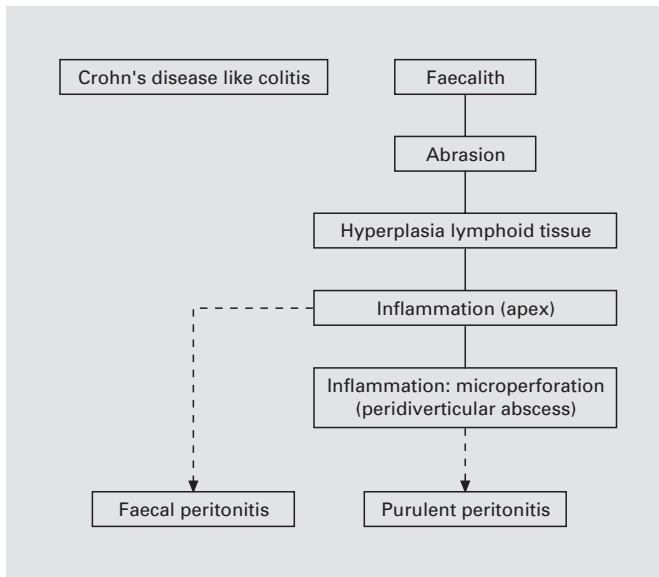 Crohn's disease like colitis
Faecalith
Abrasion
Hyperplasia lymphoid tissue
Inflammation (apex)
Inflammation: microperforation
(peridiverticular abscess)
Faecal peritonitis
Purulent peritonitis